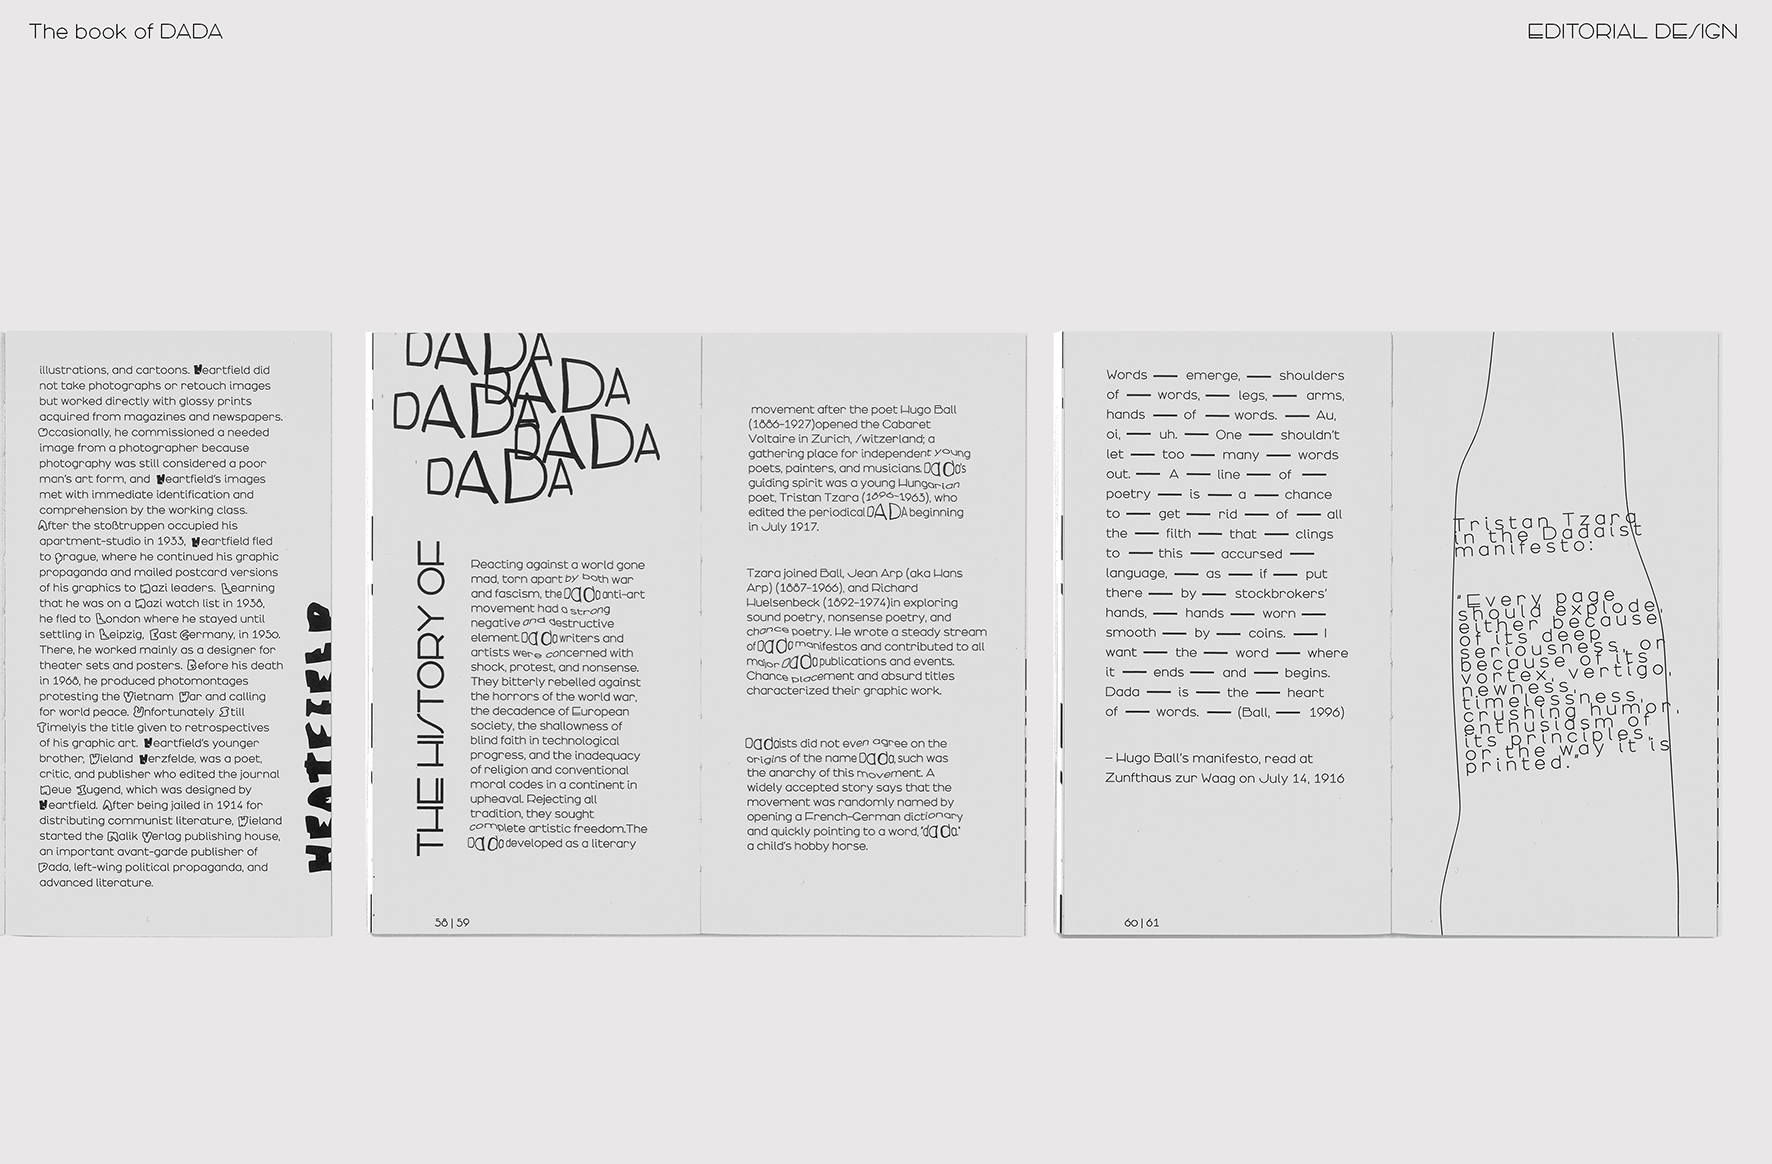 The book of DADA
EDITORIAL DESIGN
illustrations, and cartoons. Heartfield did
not take photographs or retouch images
but worked directly with glossy prints
acquired from magazines and newspapers.
Occasionally, he commissioned a needed
image from a photographer because
photography was still considered a poor
man's art form, and Heartfield's images
met with immediate identification and
comprehension by the working class.
After the stoßtruppen occupied his
apartment-studio in 1933, Heartfield fled
to Prague, where he continued his graphic
propaganda and mailed postcard versions
of his graphics to Nazi leaders. Learning
that he was on a Nazi watch list in 1938,
he fled to London where he stayed until
settling in Leipzig, East Germany, in 1950.
There, he worked mainly as a designer for
theater sets and posters. Before his death
in 1968, he produced photomontages
protesting the Vietnam War and calling
for world peace. Unfortunately Still
Timelyis the title given to retrospectives
of his graphic art. Heartfield's younger
brother, Wieland Herzfelde, was a poet,
critic, and publisher who edited the journal
Neue Jugend, which was designed by
Heartfield. After being jailed in 1914 for
distributing communist literature, Wieland
started the Malik Verlag publishing house,
an important avant-garde publisher of
Dada, left-wing political propaganda, and
advanced literature.
HEATFIELD
DADA
DADA
DADA
DADA
DADA
THE HISTORY OF
Reacting against a world gone
mad, torn apart by both war
and fascism, the Dada anti-art
movement had a strong
negative and destructive
element Dada writers and
artists were concerned with
shock, protest, and nonsense.
They bitterly rebelled against
the horrors of the world war,
the decadence of European
society, the shallowness of
blind faith in technological
progress, and the inadequacy
of religion and conventional
moral codes in a continent in
upheaval. Rejecting all
tradition, they sought
complete artistic freedom.The
Dada developed as a literary
58 | 59
movement after the poet Hugo Ball
(1886-1927)opened the Cabaret
Voltaire in Zurich, Switzerland; a
gathering place for independent young
poets, painters, and musicians. Dada's
guiding spirit was a young Hungarian
poet, Tristan Tzara (1896-1963), who
edited the periodical DADA beginning
in July 1917.
Tzara joined Ball, Jean Arp (aka Hans
Arp) (1887-1966), and Richard
Huelsenbeck (1892-1974)in exploring
sound poetry, nonsense poetry, and
chance poetry. He wrote a steady stream
of Dada manifestos and contributed to all
major Dada publications and events.
Chance placement and absurd titles
characterized their graphic work.
Dadaists did not even agree on the
origins of the name Dada, such was
the anarchy of this movement. A
widely accepted story says that the
movement was randomly named by
opening a French-German dictionary
and quickly pointing to a word, "dada."
a child's hobby horse.
Words — emerge, — shoulders
of — words, — legs, — arms,
hands — of — words. — Au,
oi, — uh. — One — shouldn't
let — too — many — words
out. — A — line — of —
poetry — is — a — chance
to — get — rid — of — all
the — filth — that — clings
to — this — accursed —
language, — as — if — put
there — by — stockbrokers'
hands, — hands — worn —
smooth — by — coins. — I
want — the — word — where
it — ends — and — begins.
Dada — is — the — heart
of — words. — (Ball, — 1996)
– Hugo Ball's manifesto, read at
Zunfthaus zur Waag on July 14, 1916
60 | 61
Tristan Tzara
in the Dadaist
manifesto:
"Every page
should explode,
either because
of its deep
seriousness, or
because of its
vortex, vertigo,
newness,
timelessness,
crushing humor,
enthusiasm of
its principles,
or the way it is
printed."